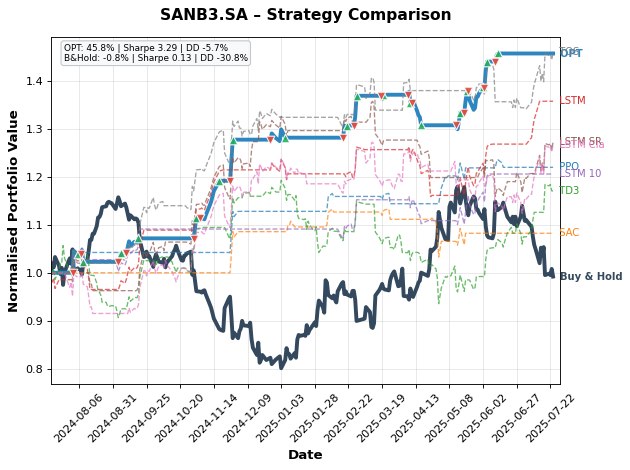 SANB3.SA – Strategy Comparison
OPT: 45.8% | Sharpe 3.29 | DD -5.7%
B&Hold: -0.8% | Sharpe 0.13 | DD -30.8%
Normalised Portfolio Value
1.4
1.3
1.2
1.1
1.0
0.9
0.8
OPT
LSTM
LSTM SR
PPO
LSTM 10
TD3
SAC
Buy & Hold
2024-08-06
2024-08-31
2024-09-25
2024-10-20
2024-11-14
2024-12-09
2025-01-03
2025-01-28
2025-02-22
2025-03-19
2025-04-13
2025-05-08
2025-06-02
2025-06-27
2025-07-22
Date